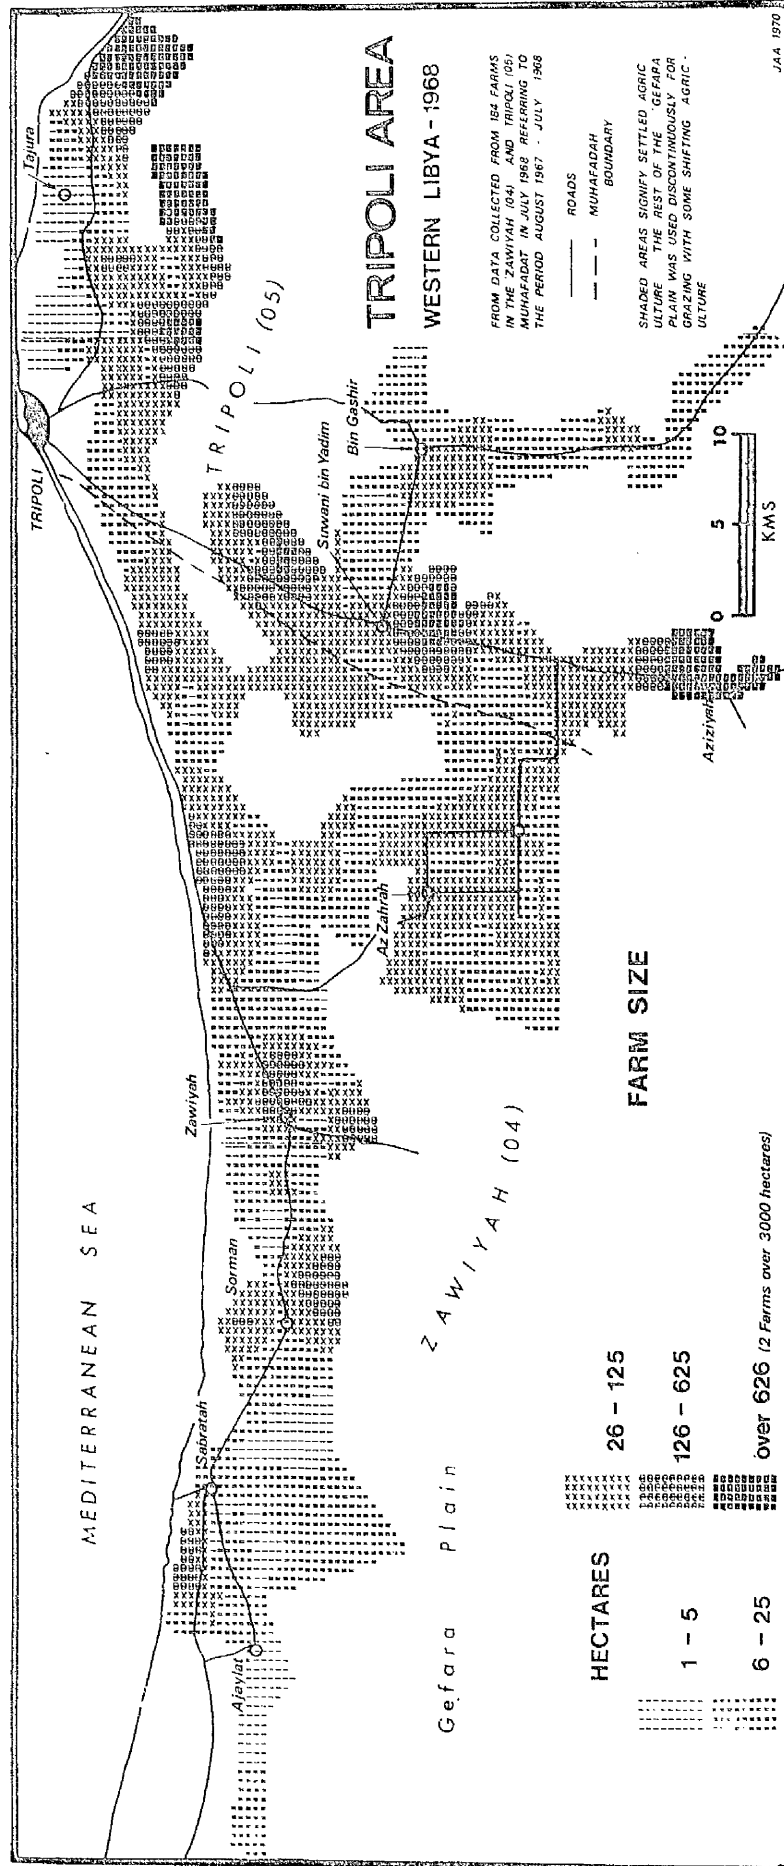 TRIPOLI AREA
WESTERN LIBYA - 1968
FROM DATA COLLECTED FROM 184 FARMS
IN THE 'ZAWIYAH (04) AND TRIPOLI (05)
MUHAFADAT IN JULY 1968 REFERRING TO
THE PERIOD AUGUST 1967 - JULY 1968
ROADS
MUHAFADAH
BOUNDARY
SHADED AREAS SIGNIFY SETTLED AGRIC
ULTURE THE REST OF THE 'GEFARA
PLAIN WAS USED DISCONTINUOUSLY FOR
GRAZING WITH SOME SHIFTING AGRIC-
ULTURE
JAA 1970
MEDITERRANEAN SEA
Tajura
TRIPOLI
TRIPOLI (05)
Suwani bin Yadim
Bin Gashir
Zawiyah
Az Zahrah
Aziziyah
Sorman
Sabratah
Ajaylat
ZAWIYAH (04)
Gefara Plain
0 5 10
KMS
FARM SIZE
HECTARES
1 - 5
6 - 25
26 - 125
126 - 625
over 626 (2 Farms over 3000 hectares)